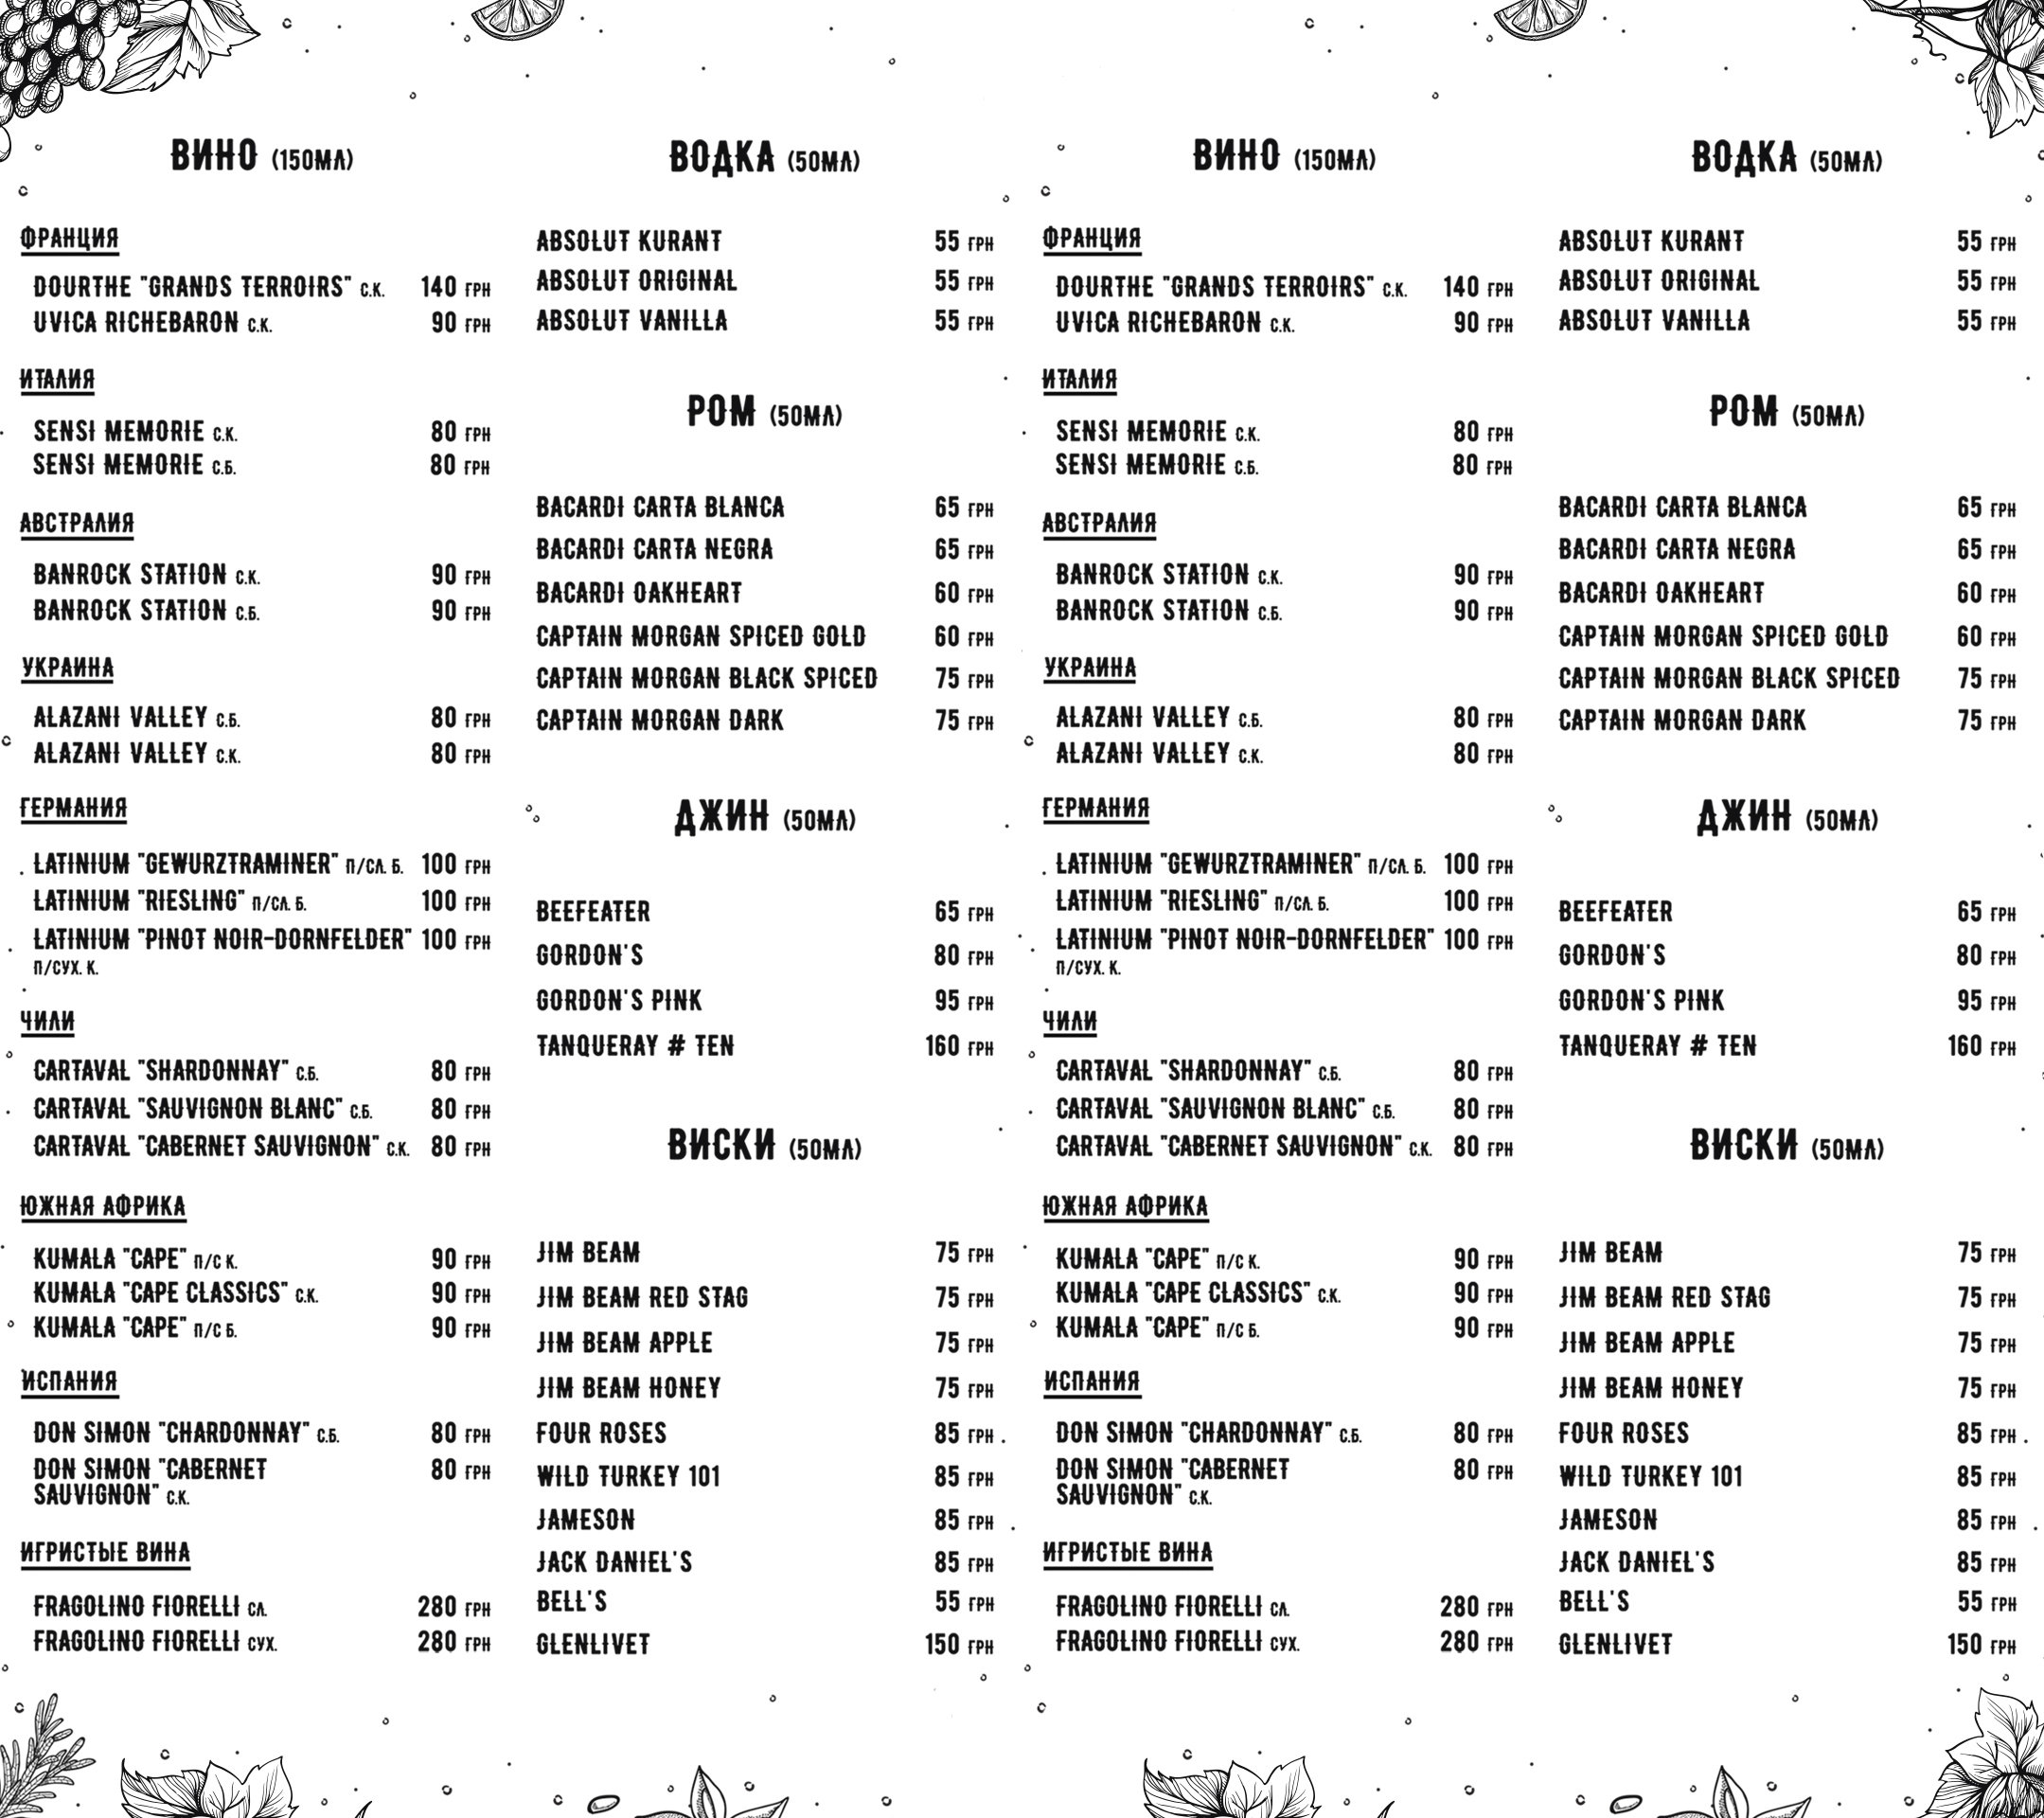 ВИНО (150МЛ)
ФРАНЦИЯ
DOURTHE "GRANDS TERROIRS" С.К. 140 ГРН
UVICA RICHEBARON С.К. 90 ГРН
ИТАЛИЯ
SENSI MEMORIE С.К. 80 ГРН
SENSI MEMORIE С.Б. 80 ГРН
АВСТРАЛИЯ
BANROCK STATION С.К. 90 ГРН
BANROCK STATION С.Б. 90 ГРН
УКРАИНА
ALAZANI VALLEY С.Б. 80 ГРН
ALAZANI VALLEY С.К. 80 ГРН
ГЕРМАНИЯ
LATINIUM "GEWURZTRAMINER" П/СЛ. Б. 100 ГРН
LATINIUM "RIESLING" П/СЛ. Б. 100 ГРН
LATINIUM "PINOT NOIR-DORNFELDER" 100 ГРН
П/СУХ. К.
ЧИЛИ
CARTAVAL "SHARDONNAY" С.Б. 80 ГРН
CARTAVAL "SAUVIGNON BLANC" С.Б. 80 ГРН
CARTAVAL "CABERNET SAUVIGNON" С.К. 80 ГРН
ЮЖНАЯ АФРИКА
KUMALA "CAPE" П/С К. 90 ГРН
KUMALA "CAPE CLASSICS" С.К. 90 ГРН
KUMALA "CAPE" П/С Б. 90 ГРН
ИСПАНИЯ
DON SIMON "CHARDONNAY" С.Б. 80 ГРН
DON SIMON "CABERNET 80 ГРН
SAUVIGNON" С.К.
ИГРИСТЫЕ ВИНА
FRAGOLINO FIORELLI СЛ. 280 ГРН
FRAGOLINO FIORELLI СУХ. 280 ГРН
ВОДКА (50МЛ)
ABSOLUT KURANT 55 ГРН
ABSOLUT ORIGINAL 55 ГРН
ABSOLUT VANILLA 55 ГРН
РОМ (50МЛ)
BACARDI CARTA BLANCA 65 ГРН
BACARDI CARTA NEGRA 65 ГРН
BACARDI OAKHEART 60 ГРН
CAPTAIN MORGAN SPICED GOLD 60 ГРН
CAPTAIN MORGAN BLACK SPICED 75 ГРН
CAPTAIN MORGAN DARK 75 ГРН
ДЖИН (50МЛ)
BEEFEATER 65 ГРН
GORDON'S 80 ГРН
GORDON'S PINK 95 ГРН
TANQUERAY # TEN 160 ГРН
ВИСКИ (50МЛ)
JIM BEAM 75 ГРН
JIM BEAM RED STAG 75 ГРН
JIM BEAM APPLE 75 ГРН
JIM BEAM HONEY 75 ГРН
FOUR ROSES 85 ГРН
WILD TURKEY 101 85 ГРН
JAMESON 85 ГРН
JACK DANIEL'S 85 ГРН
BELL'S 55 ГРН
GLENLIVET 150 ГРН
ВИНО (150МЛ)
ФРАНЦИЯ
DOURTHE "GRANDS TERROIRS" С.К. 140 ГРН
UVICA RICHEBARON С.К. 90 ГРН
ИТАЛИЯ
SENSI MEMORIE С.К. 80 ГРН
SENSI MEMORIE С.Б. 80 ГРН
АВСТРАЛИЯ
BANROCK STATION С.К. 90 ГРН
BANROCK STATION С.Б. 90 ГРН
УКРАИНА
ALAZANI VALLEY С.Б. 80 ГРН
ALAZANI VALLEY С.К. 80 ГРН
ГЕРМАНИЯ
LATINIUM "GEWURZTRAMINER" П/СЛ. Б. 100 ГРН
LATINIUM "RIESLING" П/СЛ. Б. 100 ГРН
LATINIUM "PINOT NOIR-DORNFELDER" 100 ГРН
П/СУХ. К.
ЧИЛИ
CARTAVAL "SHARDONNAY" С.Б. 80 ГРН
CARTAVAL "SAUVIGNON BLANC" С.Б. 80 ГРН
CARTAVAL "CABERNET SAUVIGNON" С.К. 80 ГРН
ЮЖНАЯ АФРИКА
KUMALA "CAPE" П/С К. 90 ГРН
KUMALA "CAPE CLASSICS" С.К. 90 ГРН
KUMALA "CAPE" П/С Б. 90 ГРН
ИСПАНИЯ
DON SIMON "CHARDONNAY" С.Б. 80 ГРН
DON SIMON "CABERNET 80 ГРН
SAUVIGNON" С.К.
ИГРИСТЫЕ ВИНА
FRAGOLINO FIORELLI СЛ. 280 ГРН
FRAGOLINO FIORELLI СУХ. 280 ГРН
ВОДКА (50МЛ)
ABSOLUT KURANT 55 ГРН
ABSOLUT ORIGINAL 55 ГРН
ABSOLUT VANILLA 55 ГРН
РОМ (50МЛ)
BACARDI CARTA BLANCA 65 ГРН
BACARDI CARTA NEGRA 65 ГРН
BACARDI OAKHEART 60 ГРН
CAPTAIN MORGAN SPICED GOLD 60 ГРН
CAPTAIN MORGAN BLACK SPICED 75 ГРН
CAPTAIN MORGAN DARK 75 ГРН
ДЖИН (50МЛ)
BEEFEATER 65 ГРН
GORDON'S 80 ГРН
GORDON'S PINK 95 ГРН
TANQUERAY # TEN 160 ГРН
ВИСКИ (50МЛ)
JIM BEAM 75 ГРН
JIM BEAM RED STAG 75 ГРН
JIM BEAM APPLE 75 ГРН
JIM BEAM HONEY 75 ГРН
FOUR ROSES 85 ГРН
WILD TURKEY 101 85 ГРН
JAMESON 85 ГРН
JACK DANIEL'S 85 ГРН
BELL'S 55 ГРН
GLENLIVET 150 ГРН